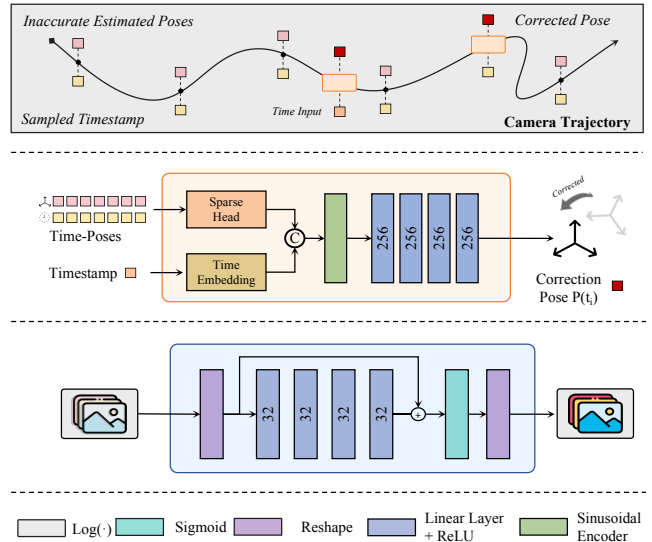 Inaccurate Estimated Poses
Corrected Pose
Sampled Timestamp
Time Input
Camera Trajectory
Time-Poses
Sparse
Head
C
256
256
256
256
Corrected
Timestamp
Time
Embedding
Correction
Pose P(tᵢ)
32
32
32
32
+
Log(·)
Sigmoid
Reshape
Linear Layer
+ ReLU
Sinusoidal
Encoder